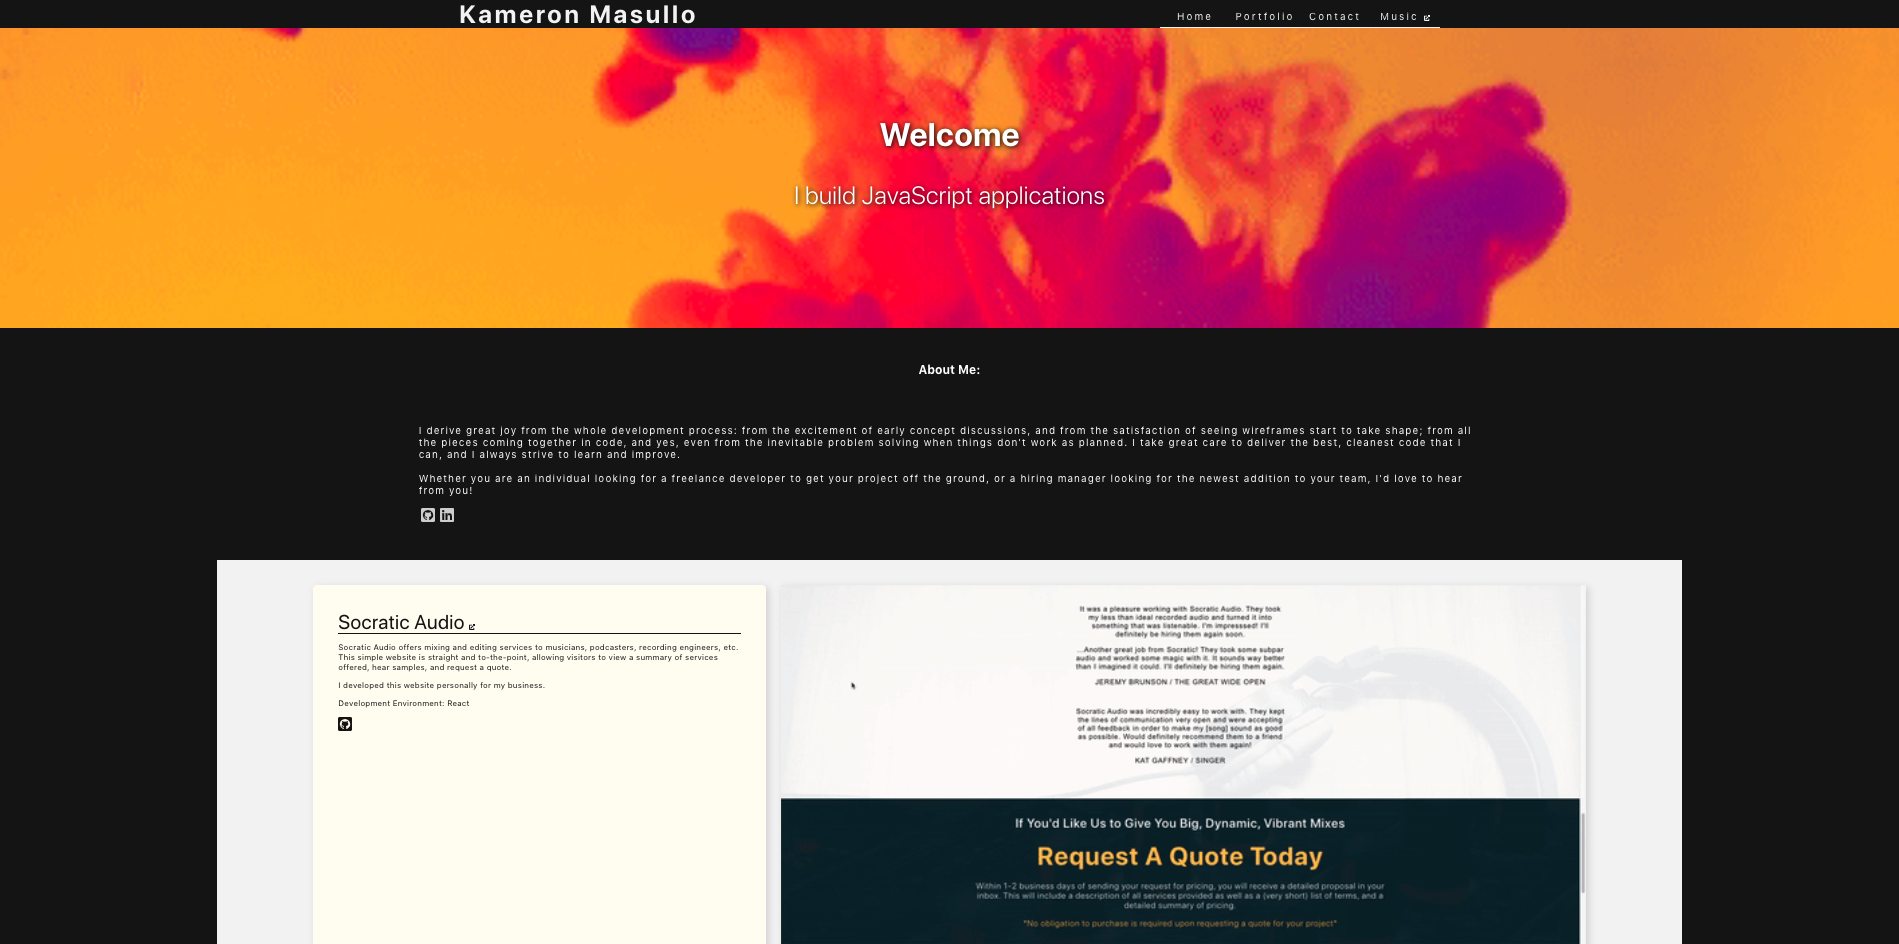 Kameron Masullo
Home Portfolio Contact Music
Welcome
I build JavaScript applications
About Me:
I derive great joy from the whole development process: from the excitement of early concept discussions, and from the satisfaction of seeing wireframes start to take shape; from all
the pieces coming together in code, and yes, even from the inevitable problem solving when things don't work as planned. I take great care to deliver the best, cleanest code that I
can, and I always strive to learn and improve.
Whether you are an individual looking for a freelance developer to get your project off the ground, or a hiring manager looking for the newest addition to your team, I'd love to hear
from you!
Socratic Audio
Socratic Audio offers mixing and editing services to musicians, podcasters, recording engineers, etc.
This simple website is straight and to-the-point, allowing visitors to view a summary of services
offered, hear samples, and request a quote.
I developed this website personally for my business.
Development Environment: React
It was a pleasure working with Socratic Audio. They took
my less than ideal recorded audio and turned it into
something that was listenable. I'm impresssed! I'll
definitely be hiring them again soon.
...Another great job from Socratic! They took some subpar
audio and worked some magic with it. It sounds way better
than I imagined it could. I'll definitely be hiring them again.
JEREMY BRUNSON / THE GREAT WIDE OPEN
Socratic Audio was incredibly easy to work with. They kept
the lines of communication very open and were accepting
of all feedback in order to make my [song] sound as good
as possible. Would definitely recommend them to a friend
and would love to work with them again!
KAT GAFFNEY / SINGER
If You'd Like Us to Give You Big, Dynamic, Vibrant Mixes
Request A Quote Today
Within 1-2 business days of sending your request for pricing, you will receive a detailed proposal in your
inbox. This will include a description of all services provided as well as a (very short) list of terms, and a
detailed summary of pricing.
*No obligation to purchase is required upon requesting a quote for your project*